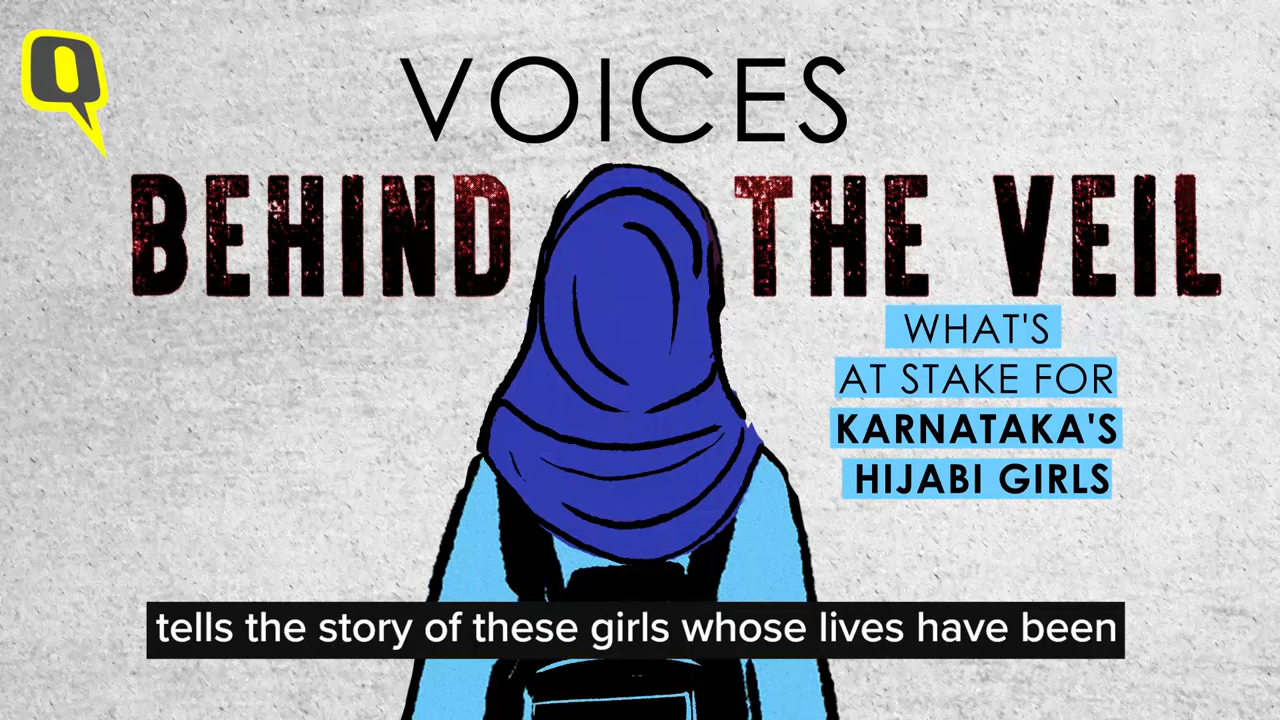 VOICES
BEHIND THE VEIL
WHAT'S
AT STAKE FOR
KARNATAKA'S
HIJABI GIRLS
tells the story of these girls whose lives have been